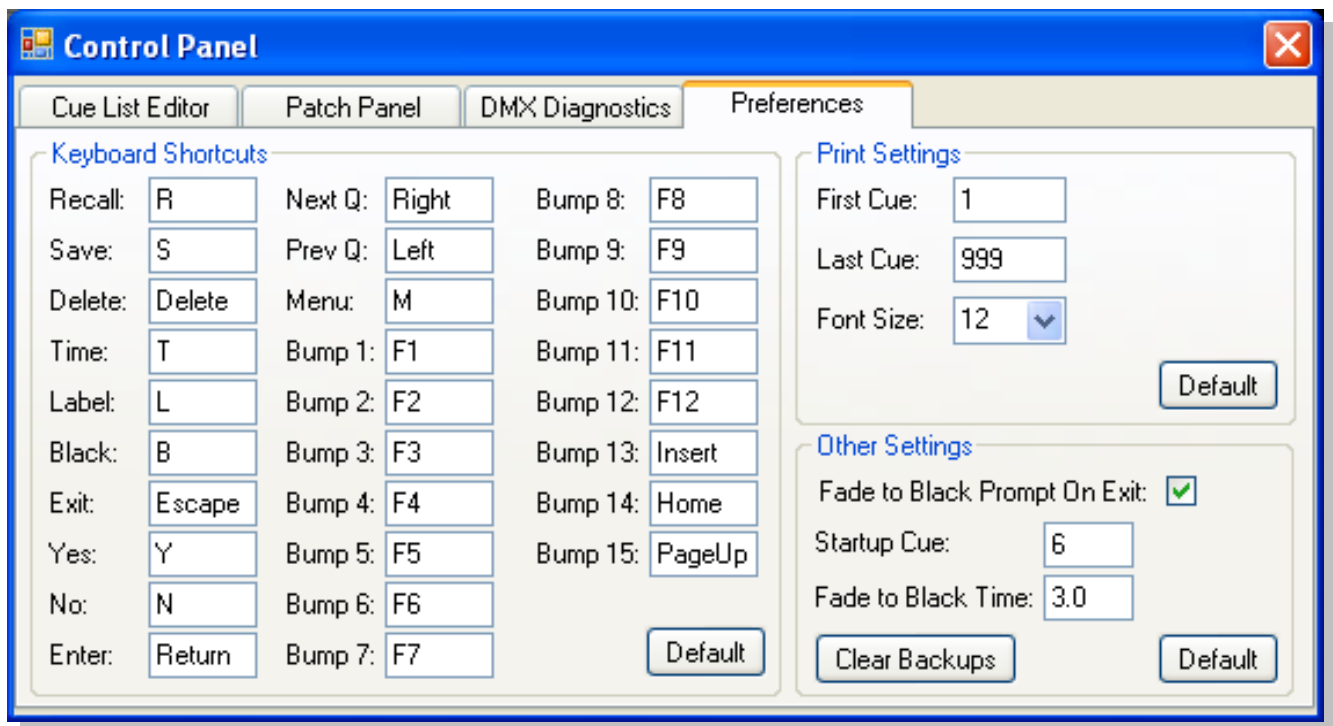 Control Panel
Cue List Editor Patch Panel DMX Diagnostics Preferences
Keyboard Shortcuts
Recall: R Next Q: Right Bump 8: F8
Save: S Prev Q: Left Bump 9: F9
Delete: Delete Menu: M Bump 10: F10
Time: T Bump 1: F1 Bump 11: F11
Label: L Bump 2: F2 Bump 12: F12
Black: B Bump 3: F3 Bump 13: Insert
Exit: Escape Bump 4: F4 Bump 14: Home
Yes: Y Bump 5: F5 Bump 15: PageUp
No: N Bump 6: F6
Enter: Return Bump 7: F7 Default
Print Settings
First Cue: 1
Last Cue: 999
Font Size: 12
Default
Other Settings
Fade to Black Prompt On Exit:
Startup Cue: 6
Fade to Black Time: 3.0
Clear Backups Default